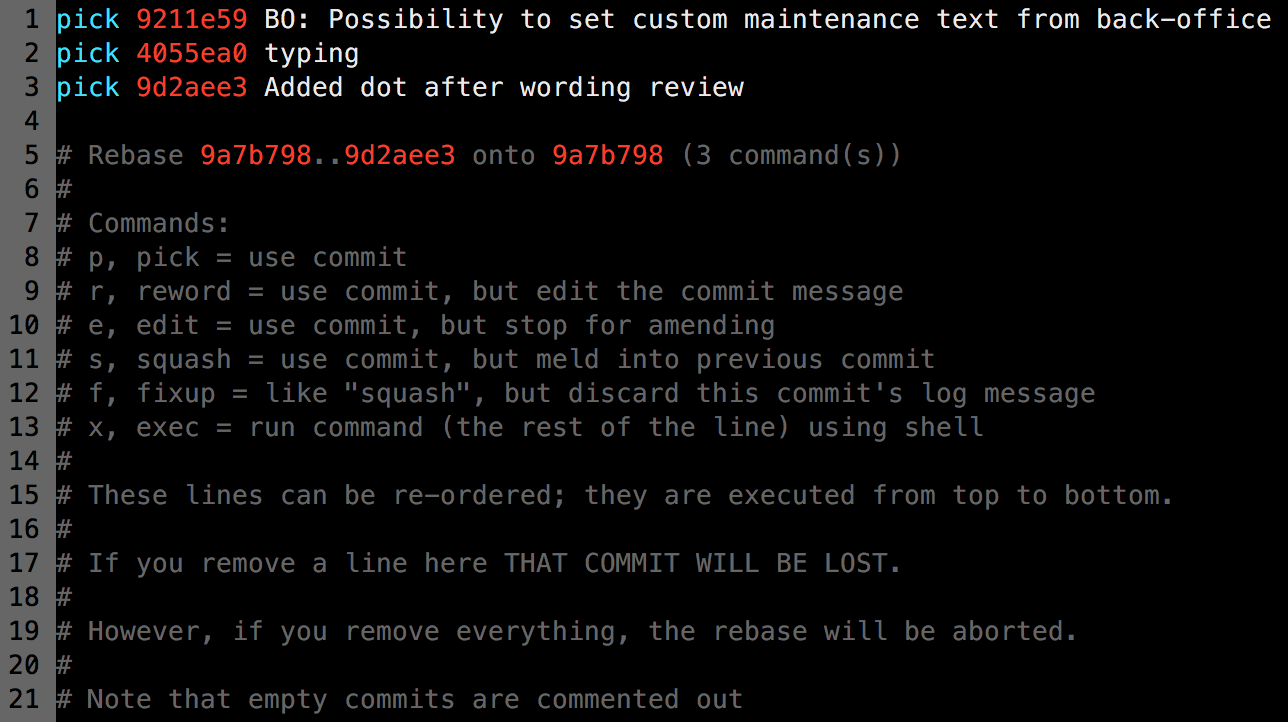 1 pick 9211e59 BO: Possibility to set custom maintenance text from back-office
2 pick 4055ea0 typing
3 pick 9d2aee3 Added dot after wording review
4
5 # Rebase 9a7b798..9d2aee3 onto 9a7b798 (3 command(s))
6 #
7 # Commands:
8 # p, pick = use commit
9 # r, reword = use commit, but edit the commit message
10 # e, edit = use commit, but stop for amending
11 # s, squash = use commit, but meld into previous commit
12 # f, fixup = like "squash", but discard this commit's log message
13 # x, exec = run command (the rest of the line) using shell
14 #
15 # These lines can be re-ordered; they are executed from top to bottom.
16 #
17 # If you remove a line here THAT COMMIT WILL BE LOST.
18 #
19 # However, if you remove everything, the rebase will be aborted.
20 #
21 # Note that empty commits are commented out